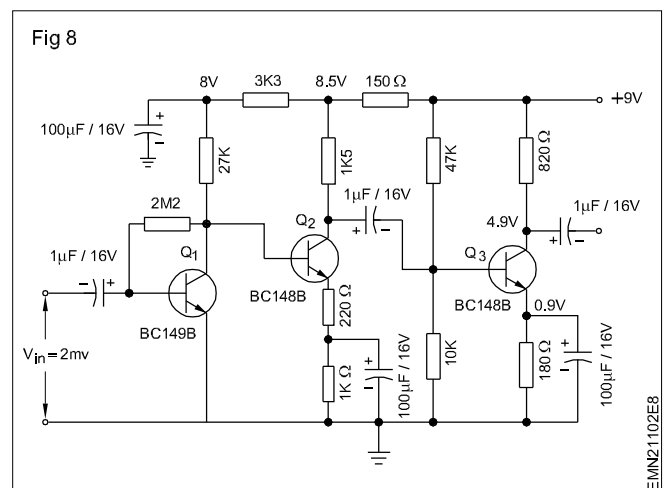 Fig 8
8V
3K3
8.5V
150 Ω
+9V
100µF / 16V
+
−
27K
1K5
47K
820 Ω
2M2
1µF / 16V
+
−
4.9V
1µF / 16V
+
−
Q1
Q2
Q3
1µF / 16V
−
+
BC149B
BC148B
BC148B
0.9V
Vin = 2mv
220 Ω
1K Ω
+
−
100µF / 16V
10K
180 Ω
+
−
100µF / 16V
EMN21102E8